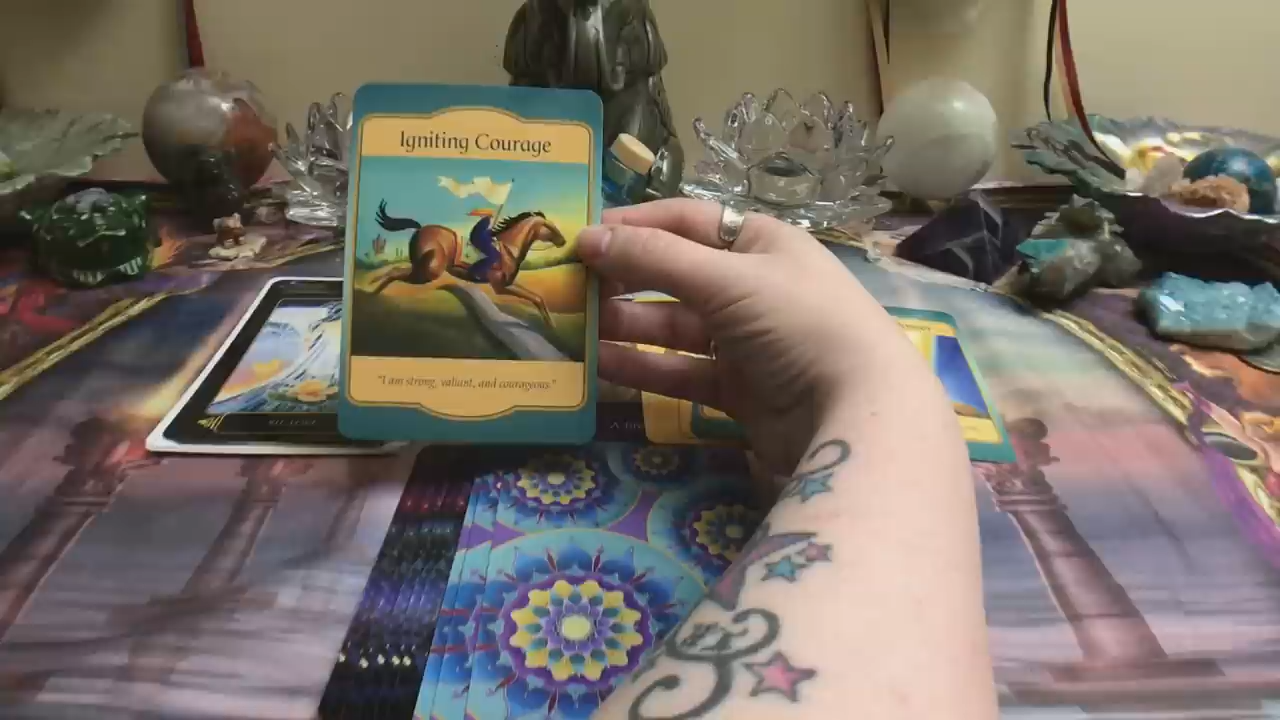 Igniting Courage
"I am strong, valiant, and courageous."